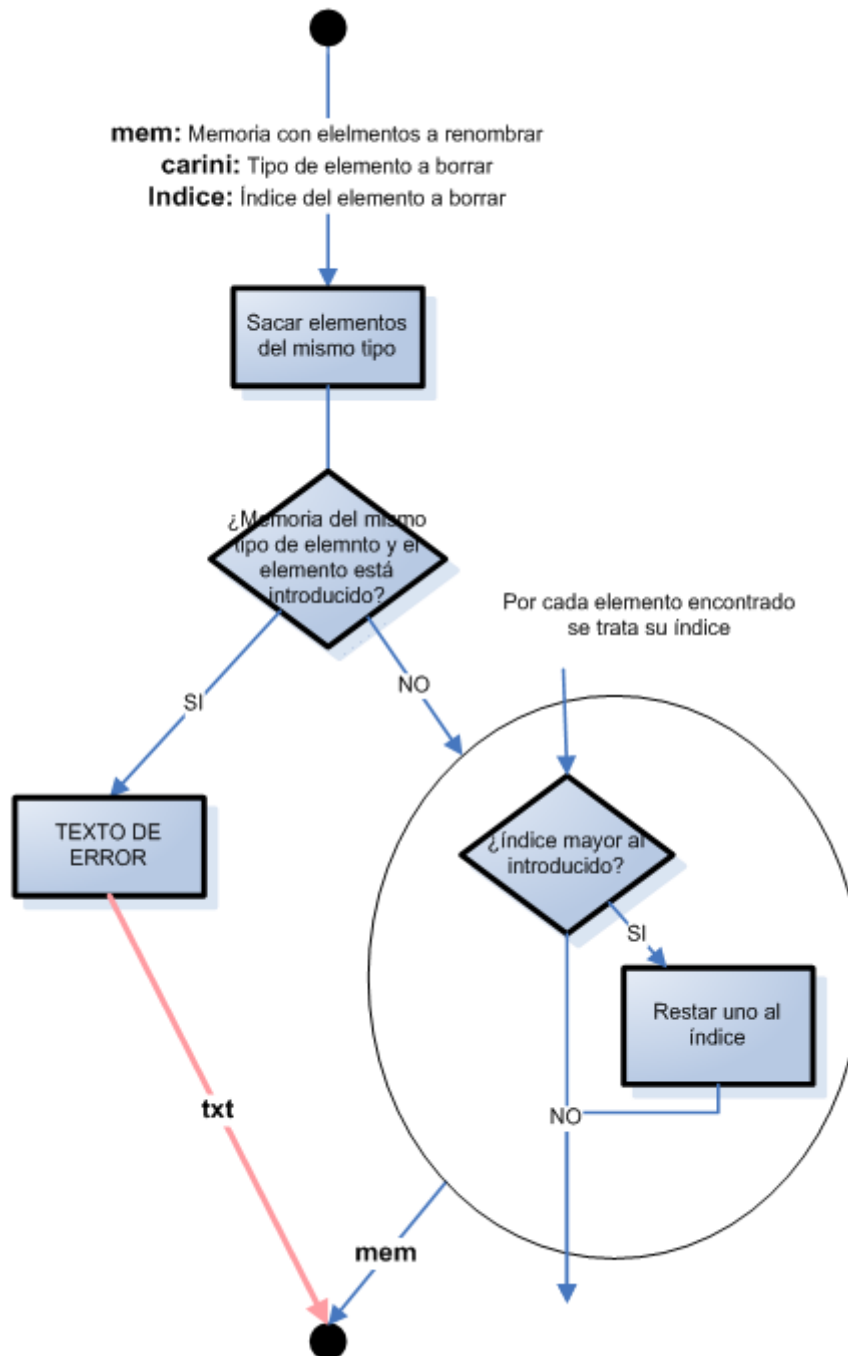 mem: Memoria con elelmentos a renombrar
carini: Tipo de elemento a borrar
Indice: Índice del elemento a borrar
Sacar elementos
del mismo tipo
¿Memoria del mismo
tipo de elemnto y el
elemento está
introducido?
Por cada elemento encontrado
se trata su índice
SI
NO
TEXTO DE
ERROR
¿índice mayor al
introducido?
SI
Restar uno al
índice
NO
txt
mem